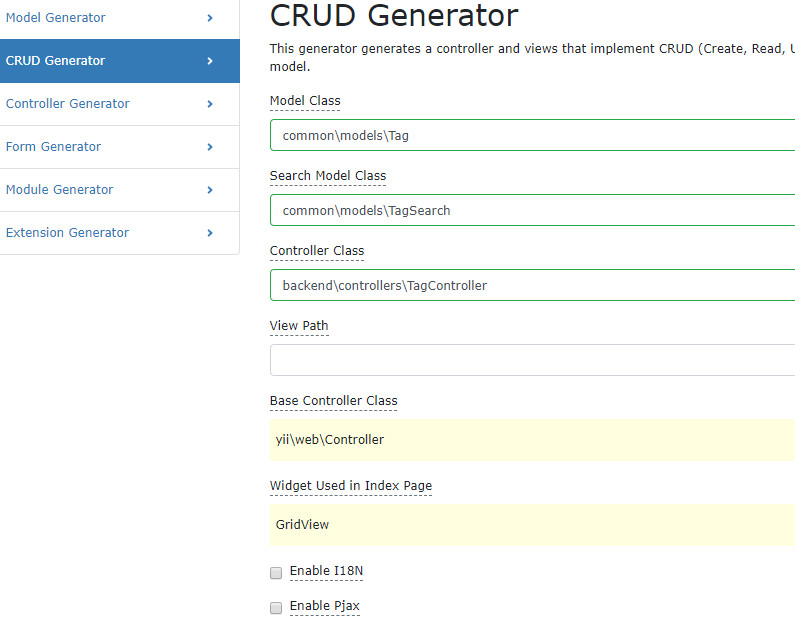 Model Generator
CRUD Generator
Controller Generator
Form Generator
Module Generator
Extension Generator
CRUD Generator
This generator generates a controller and views that implement CRUD (Create, Read, U
model.
Model Class
common\models\Tag
Search Model Class
common\models\TagSearch
Controller Class
backend\controllers\TagController
View Path
Base Controller Class
yii\web\Controller
Widget Used in Index Page
GridView
Enable I18N
Enable Pjax